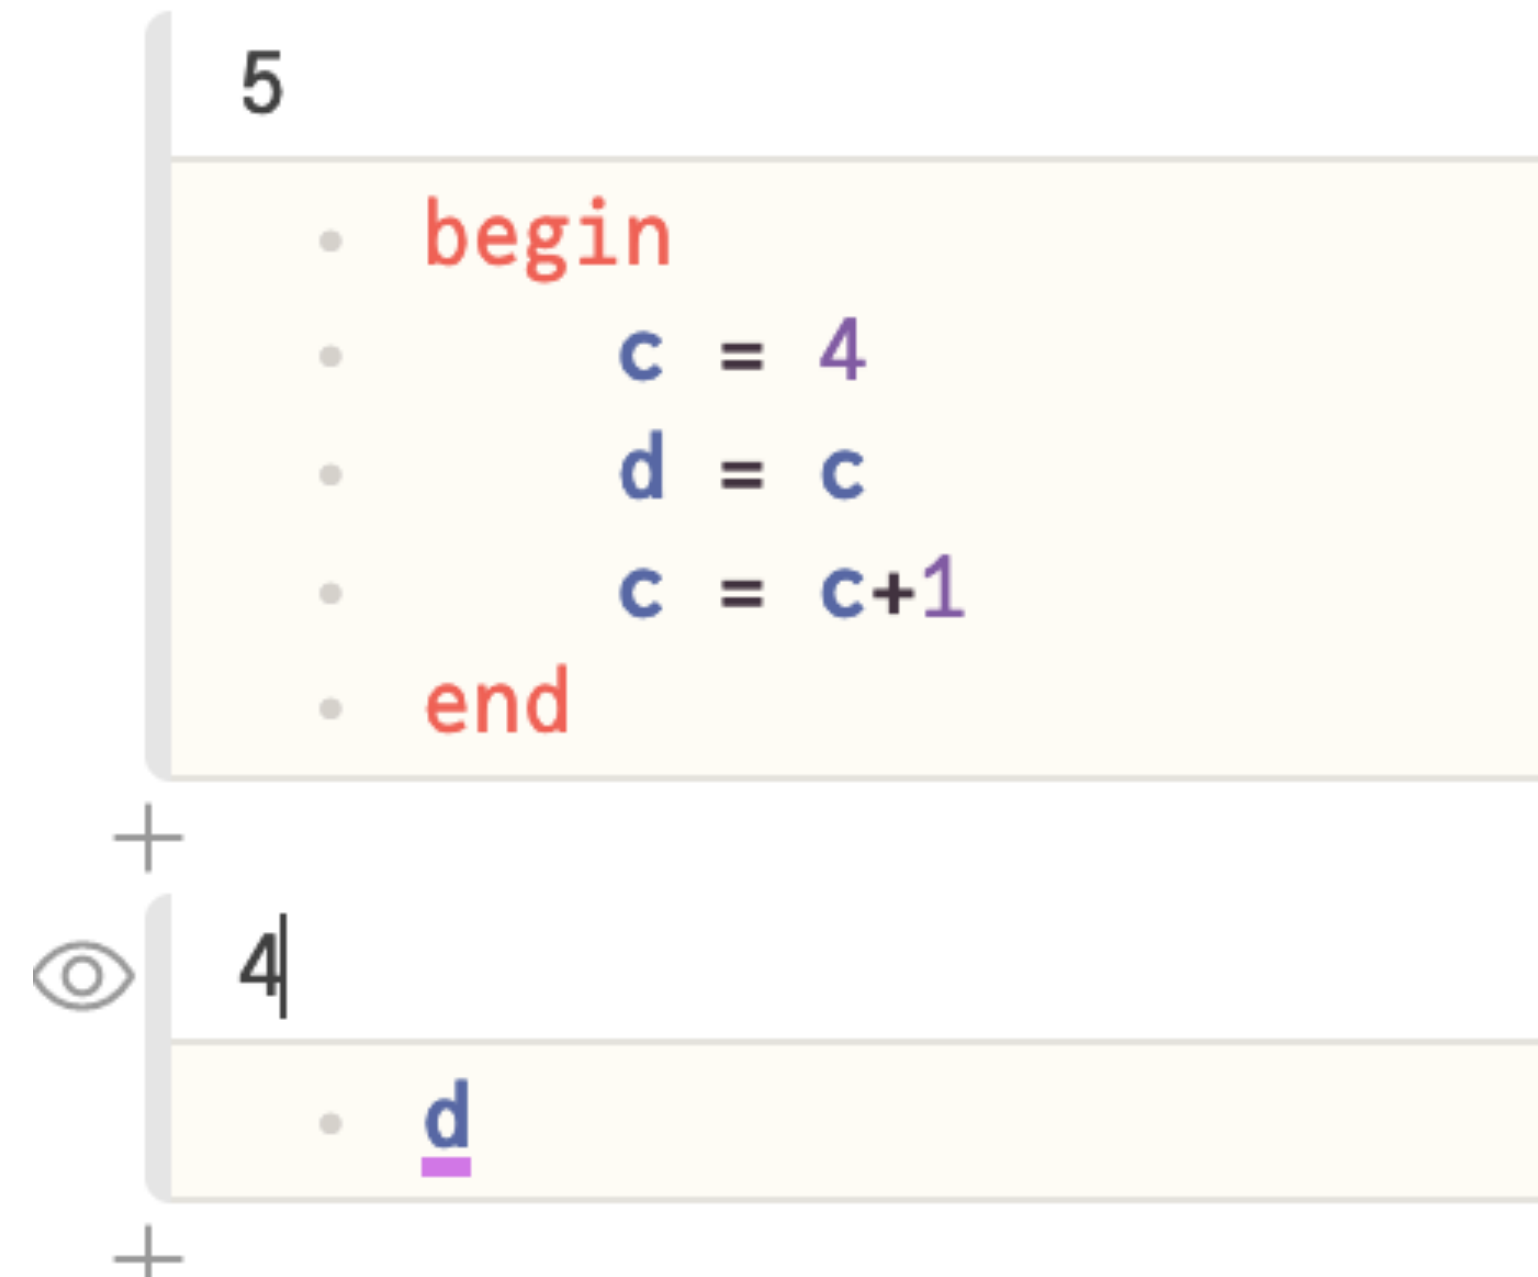 5
begin
c = 4
d = c
c = c+1
end
4
d